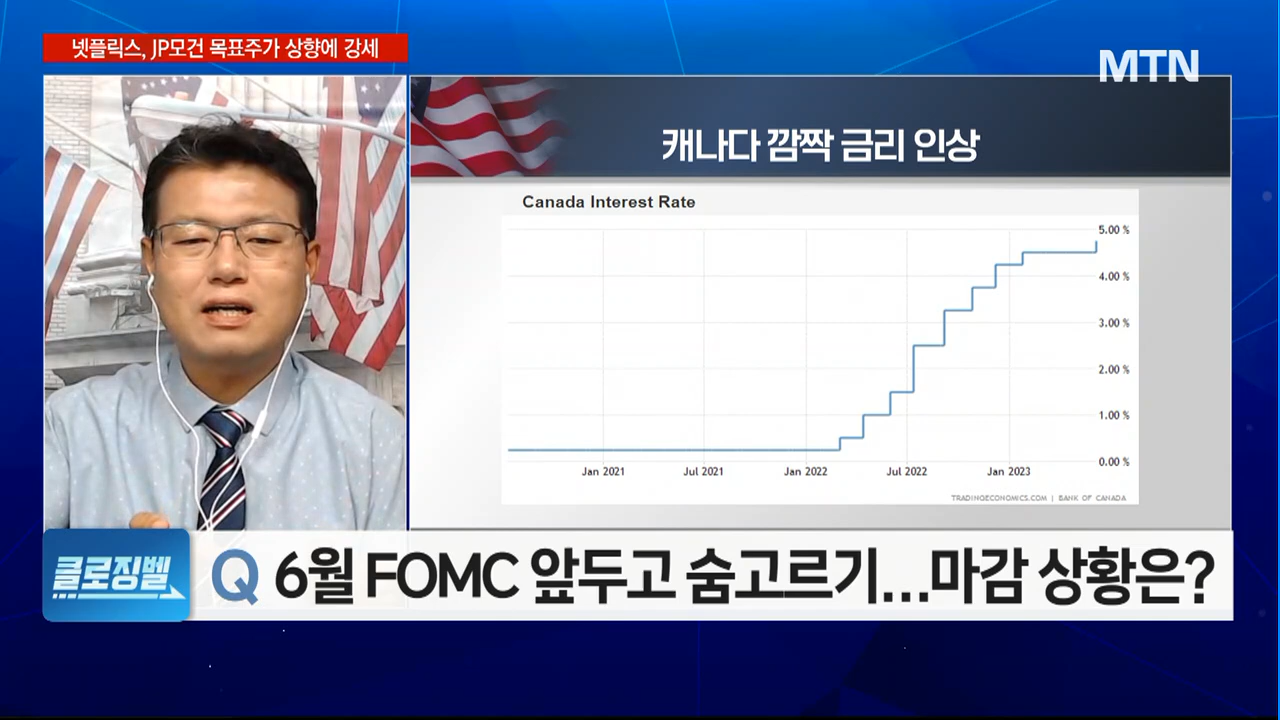 넷플릭스, JP모건 목표주가 상향에 강세
MTN
캐나다 깜짝 금리 인상
Canada Interest Rate
5.00 %
4.00 %
3.00 %
2.00 %
1.00 %
0.00 %
Jan 2021 Jul 2021 Jan 2022 Jul 2022 Jan 2023
TRADINGECONOMICS.COM | BANK OF CANADA
클로징벨
Q 6월 FOMC 앞두고 숨고르기...마감 상황은?